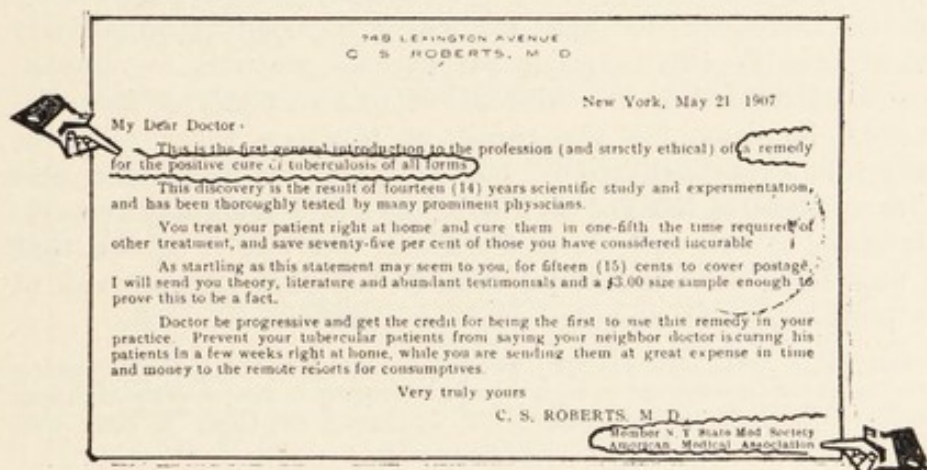 748 LEXINGTON AVENUE
C S ROBERTS, M D
New York, May 21 1907
My Dear Doctor
This is the first general introduction to the profession (and strictly ethical) of a remedy
for the positive cure of tuberculosis of all forms
This discovery is the result of fourteen (14) years scientific study and experimentation,
and has been thoroughly tested by many prominent physicians.
You treat your patient right at home and cure them in one-fifth the time required of
other treatment, and save seventy-five per cent of those you have considered incurable
As startling as this statement may seem to you, for fifteen (15) cents to cover postage,
I will send you theory, literature and abundant testimonials and a $3.00 size sample enough to
prove this to be a fact.
Doctor be progressive and get the credit for being the first to use this remedy in your
practice Prevent your tubercular patients from saying your neighbor doctor is curing his
patients in a few weeks right at home, while you are sending them at great expense in time
and money to the remote resorts for consumptives.
Very truly yours
C. S. ROBERTS, M D
Member N. Y State Med Society
American Medical Association